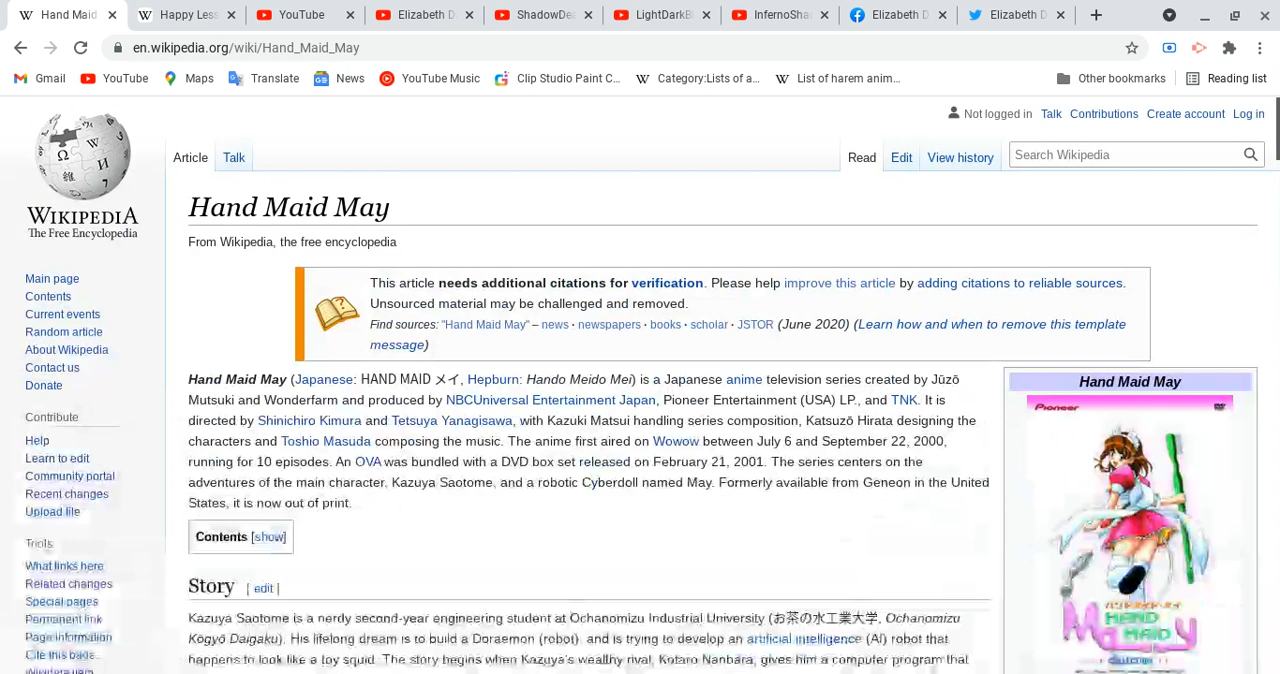 Hand Maid
Happy Less
YouTube
Elizabeth D
ShadowDea
LightDarkBl
InfernoSha
Elizabeth D
Elizabeth D
en.wikipedia.org/wiki/Hand_Maid_May
Gmail
YouTube
Maps
Translate
News
YouTube Music
Clip Studio Paint C...
Category:Lists of a...
List of harem anim...
Other bookmarks
Reading list
Not logged in Talk Contributions Create account Log in
WIKIPEDIA
The Free Encyclopedia
Article Talk
Read Edit View history
Search Wikipedia
Main page
Contents
Current events
Random article
About Wikipedia
Contact us
Donate
Contribute
Help
Learn to edit
Community portal
Recent changes
Upload file
Tools
What links here
Related changes
Special pages
Permanent link
Page information
Cite this page
Hand Maid May
From Wikipedia, the free encyclopedia
This article needs additional citations for verification. Please help improve this article by adding citations to reliable sources.
Unsourced material may be challenged and removed.
Find sources: "Hand Maid May" – news · newspapers · books · scholar · JSTOR (June 2020) (Learn how and when to remove this template
message)
Hand Maid May (Japanese: HAND MAID メイ, Hepburn: Hando Meido Mei) is a Japanese anime television series created by Jūzō
Mutsuki and Wonderfarm and produced by NBCUniversal Entertainment Japan, Pioneer Entertainment (USA) LP., and TNK. It is
directed by Shinichiro Kimura and Tetsuya Yanagisawa, with Kazuki Matsui handling series composition, Katsuzō Hirata designing the
characters and Toshio Masuda composing the music. The anime first aired on Wowow between July 6 and September 22, 2000,
running for 10 episodes. An OVA was bundled with a DVD box set released on February 21, 2001. The series centers on the
adventures of the main character, Kazuya Saotome, and a robotic Cyberdoll named May. Formerly available from Geneon in the United
States, it is now out of print.
Contents [show]
Story [ edit ]
Kazuya Saotome is a nerdy second-year engineering student at Ochanomizu Industrial University (お茶の水工業大学, Ochanomizu
Kōgyō Daigaku). His lifelong dream is to build a Doraemon (robot) and is trying to develop an artificial intelligence (AI) robot that
happens to look like a toy squid. The story begins when Kazuya's wealthy rival, Kotaro Nanbara, gives him a computer program that
Hand Maid May
Pioneer
ハンドメイド・メイ
HAND
MAID
May